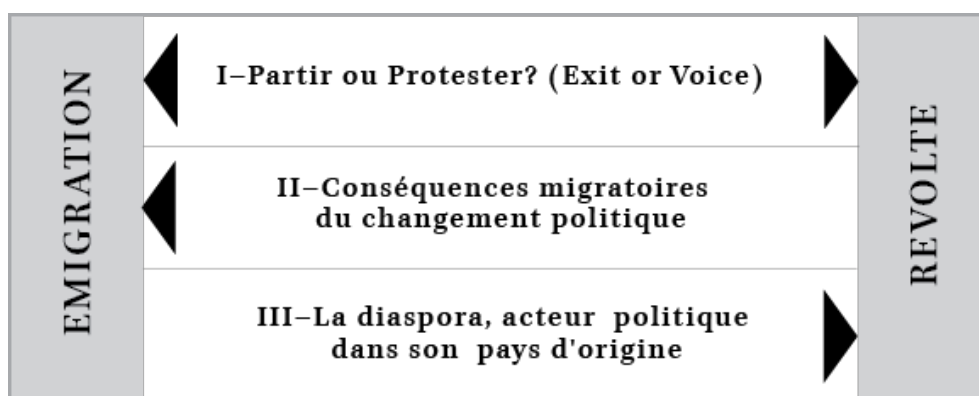 EMIGRATION
I–Partir ou Protester? (Exit or Voice)
II–Conséquences migratoires
du changement politique
III–La diaspora, acteur politique
dans son pays d'origine
REVOLTE